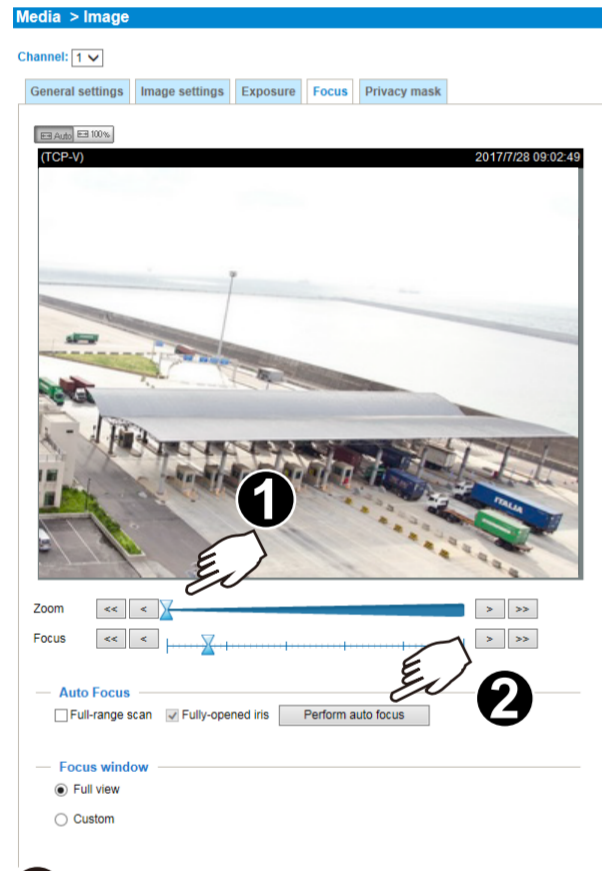 Media > Image
Channel: 1
General settings Image settings Exposure Focus Privacy mask
Auto 100%
(TCP-V) 2017/7/28 09:02:49
ITALIA
1
Zoom << < > >>
Focus << < > >>
2
Auto Focus
Full-range scan Fully-opened iris Perform auto focus
Focus window
Full view
Custom